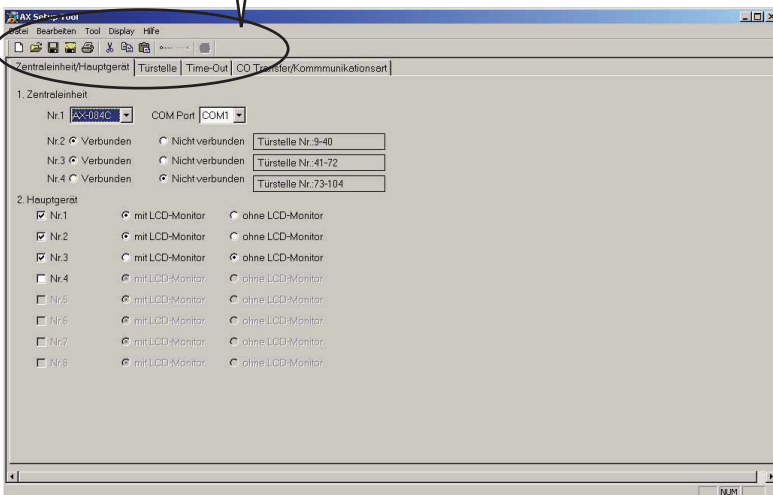 AX Setup Tool
Datei Bearbeiten Tool Display Hilfe
Zentraleinheit/Hauptgerät Türstelle Time-Out CO Transfer/Kommmunikationsart
1. Zentraleinheit
Nr.1 AX-084C COM Port COM1
Nr.2 Verbunden Nicht verbunden Türstelle Nr.:9-40
Nr.3 Verbunden Nicht verbunden Türstelle Nr.:41-72
Nr.4 Verbunden Nicht verbunden Türstelle Nr.:73-104
2. Hauptgerät
Nr.1 mit LCD-Monitor ohne LCD-Monitor
Nr.2 mit LCD-Monitor ohne LCD-Monitor
Nr.3 mit LCD-Monitor ohne LCD-Monitor
Nr.4 mit LCD-Monitor ohne LCD-Monitor
Nr.5 mit LCD-Monitor ohne LCD-Monitor
Nr.6 mit LCD-Monitor ohne LCD-Monitor
Nr.7 mit LCD-Monitor ohne LCD-Monitor
Nr.8 mit LCD-Monitor ohne LCD-Monitor
NUM